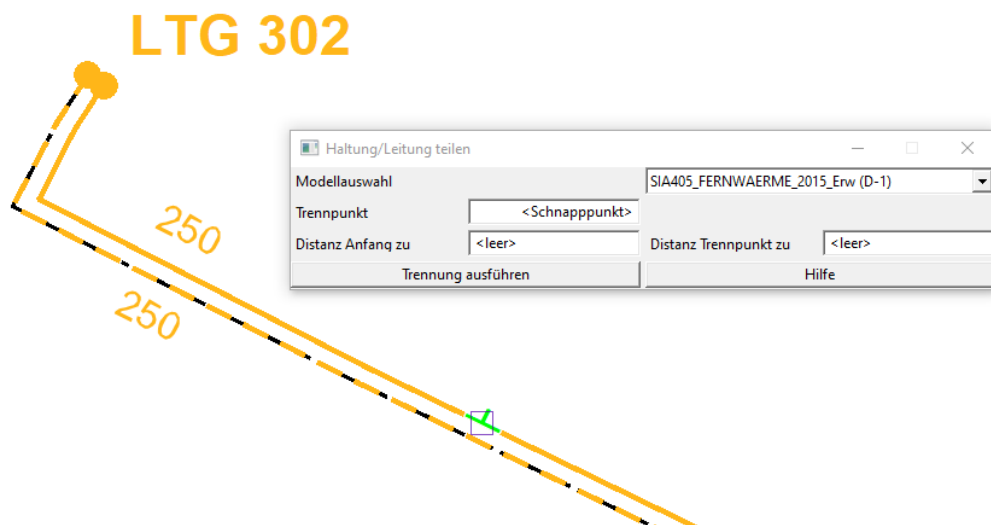 LTG 302
Haltung/Leitung teilen
Modellauswahl SIA405_FERNWAERME_2015_Erw (D-1)
Trennpunkt <Schnapppunkt>
Distanz Anfang zu <leer> Distanz Trennpunkt zu <leer>
Trennung ausführen Hilfe
250
250